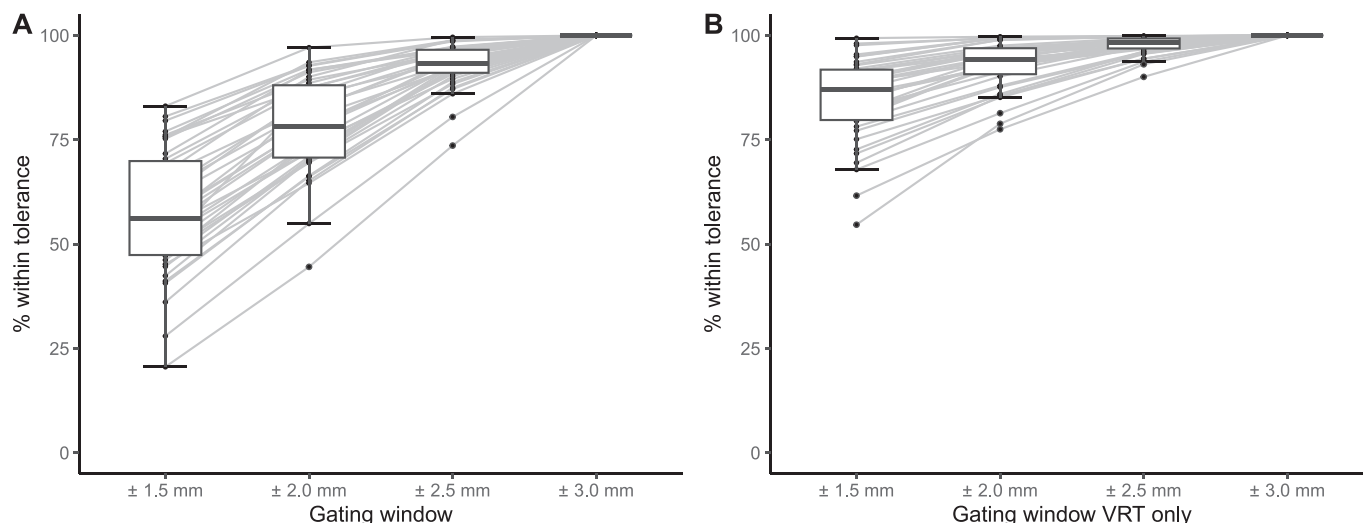 A
% within tolerance
100
75
50
25
0
± 1.5 mm ± 2.0 mm ± 2.5 mm ± 3.0 mm
Gating window
B
% within tolerance
100
75
50
25
0
± 1.5 mm ± 2.0 mm ± 2.5 mm ± 3.0 mm
Gating window VRT only